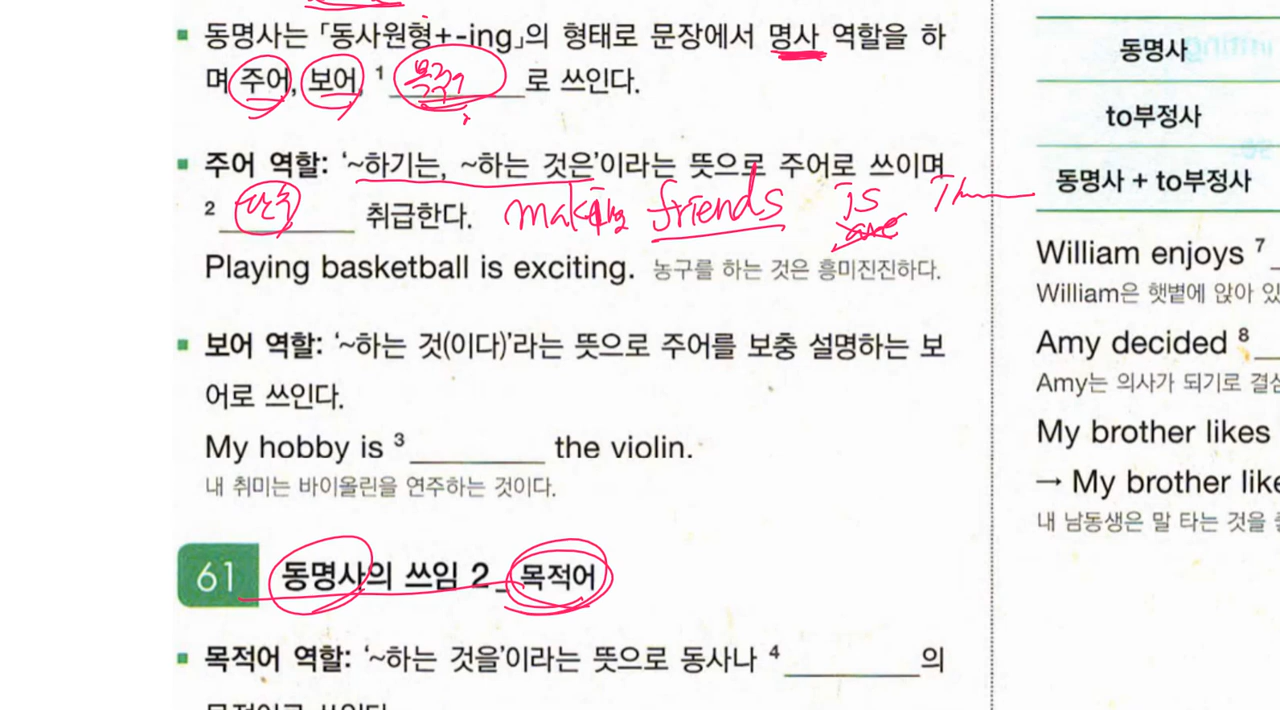 동명사는 「동사원형+-ing」의 형태로 문장에서 명사 역할을 하
며 주어, 보어, 1 ________로 쓰인다.
주어 역할: '~하기는, ~하는 것은'이라는 뜻으로 주어로 쓰이며
2 단수 취급한다. making friends is are
Playing basketball is exciting. 농구를 하는 것은 흥미진진하다.
보어 역할: '~하는 것(이다)'라는 뜻으로 주어를 보충 설명하는 보
어로 쓰인다.
My hobby is 3 ________ the violin.
내 취미는 바이올린을 연주하는 것이다.
61 동명사의 쓰임 2_목적어
목적어 역할: '~하는 것을'이라는 뜻으로 동사나 4 ________의
동명사
to부정사
동명사 + to부정사
William enjoys 7
William은 햇볕에 앉아 있
Amy decided 8
Amy는 의사가 되기로 결심
My brother likes
→ My brother like
내 남동생은 말 타는 것을